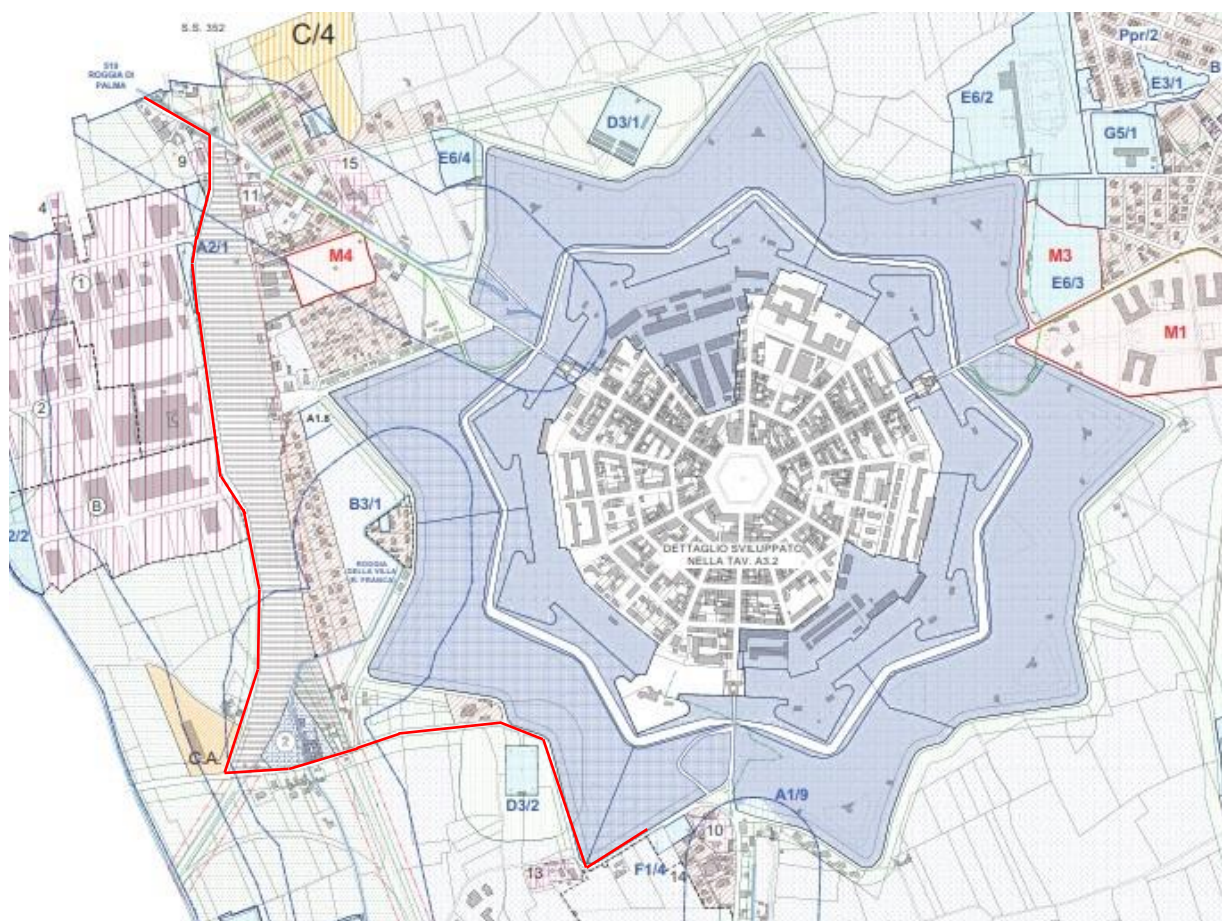 S.S. 352
C/4
519
ROGGIA DI
PALMA
Ppr/2
B
E3/1
E6/2
D3/1
G5/1
E6/4
9
15
11
4
A2/1
M4
M3
E6/3
1
M1
2
A1.8
B3/1
B
2/2
DETTAGLIO SVILUPPATO
NELLA TAV. A3.2
ROGGIA
DELLA VILLA
C.A.
2
D3/2
A1/9
10
13
F1/4
14